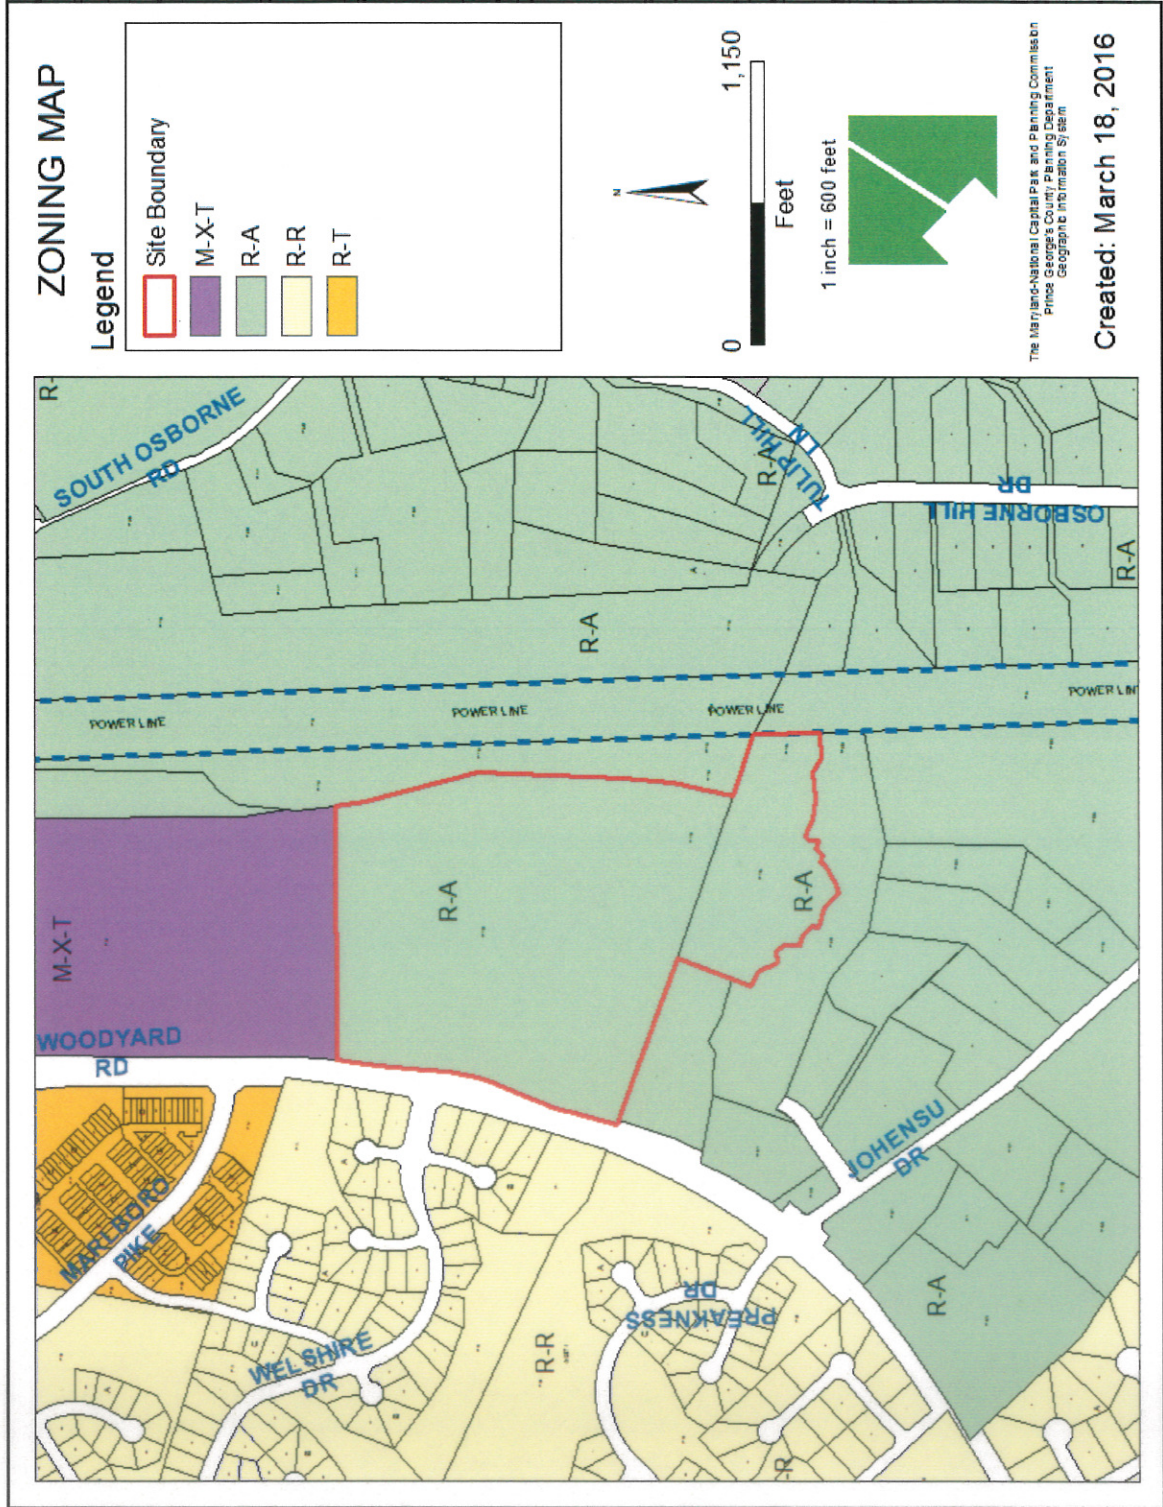 ZONING MAP
Legend
Site Boundary
M-X-T
R-A
R-R
R-T
N
0
1,150
Feet
1 inch = 600 feet
The Maryland-National Capital Park and Planning Commission
Prince George's County Planning Department
Geographic Information System
Created: March 18, 2016
R-
SOUTH OSBORNE
RD
M-X-T
WOODYARD
RD
MARLBORO
PIKE
WELSHIRE
DR
POWER LINE
POWER LINE
POWER LINE
POWER LIN
R-A
R-A
R-A
R-A
TULIP HILL
LN
OSBORNE HILL
DR
R-A
R-R
PREAKNESS
DR
JOHENSU
DR
R-A
-R